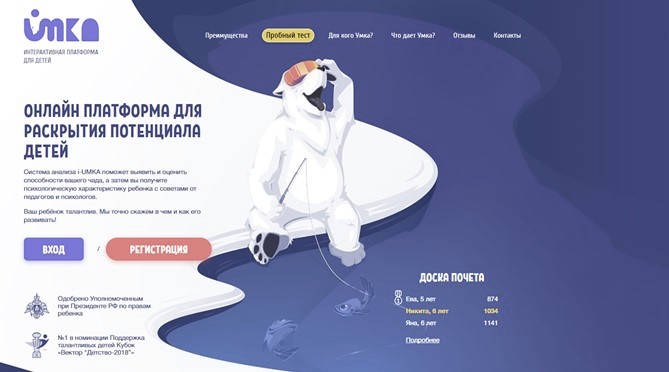 iмка
ИНТЕРАКТИВНАЯ ПЛАТФОРМА
ДЛЯ ДЕТЕЙ
Преимущества
Пробный тест
Для кого Умка?
Что дает Умка?
Отзывы
Контакты
ОНЛАЙН ПЛАТФОРМА ДЛЯ
РАСКРЫТИЯ ПОТЕНЦИАЛА
ДЕТЕЙ
Система анализа i-UMKA поможет выявить и оценить
способности вашего чада, а затем вы получите
психологическую характеристику ребенка с советами от
педагогов и психологов.
Ваш ребёнок талантлив. Мы точно скажем в чем и как его
развивать!
ВХОД / РЕГИСТРАЦИЯ
Одобрено Уполномоченным
при Президенте РФ по правам
ребенка
№1 в номинации Поддержка
талантливых детей Кубок
«Вектор "Детство-2018"»
ДОСКА ПОЧЕТА
Ева, 5 лет 874
Никита, 6 лет 1034
Яна, 6 лет 1141
Подробнее